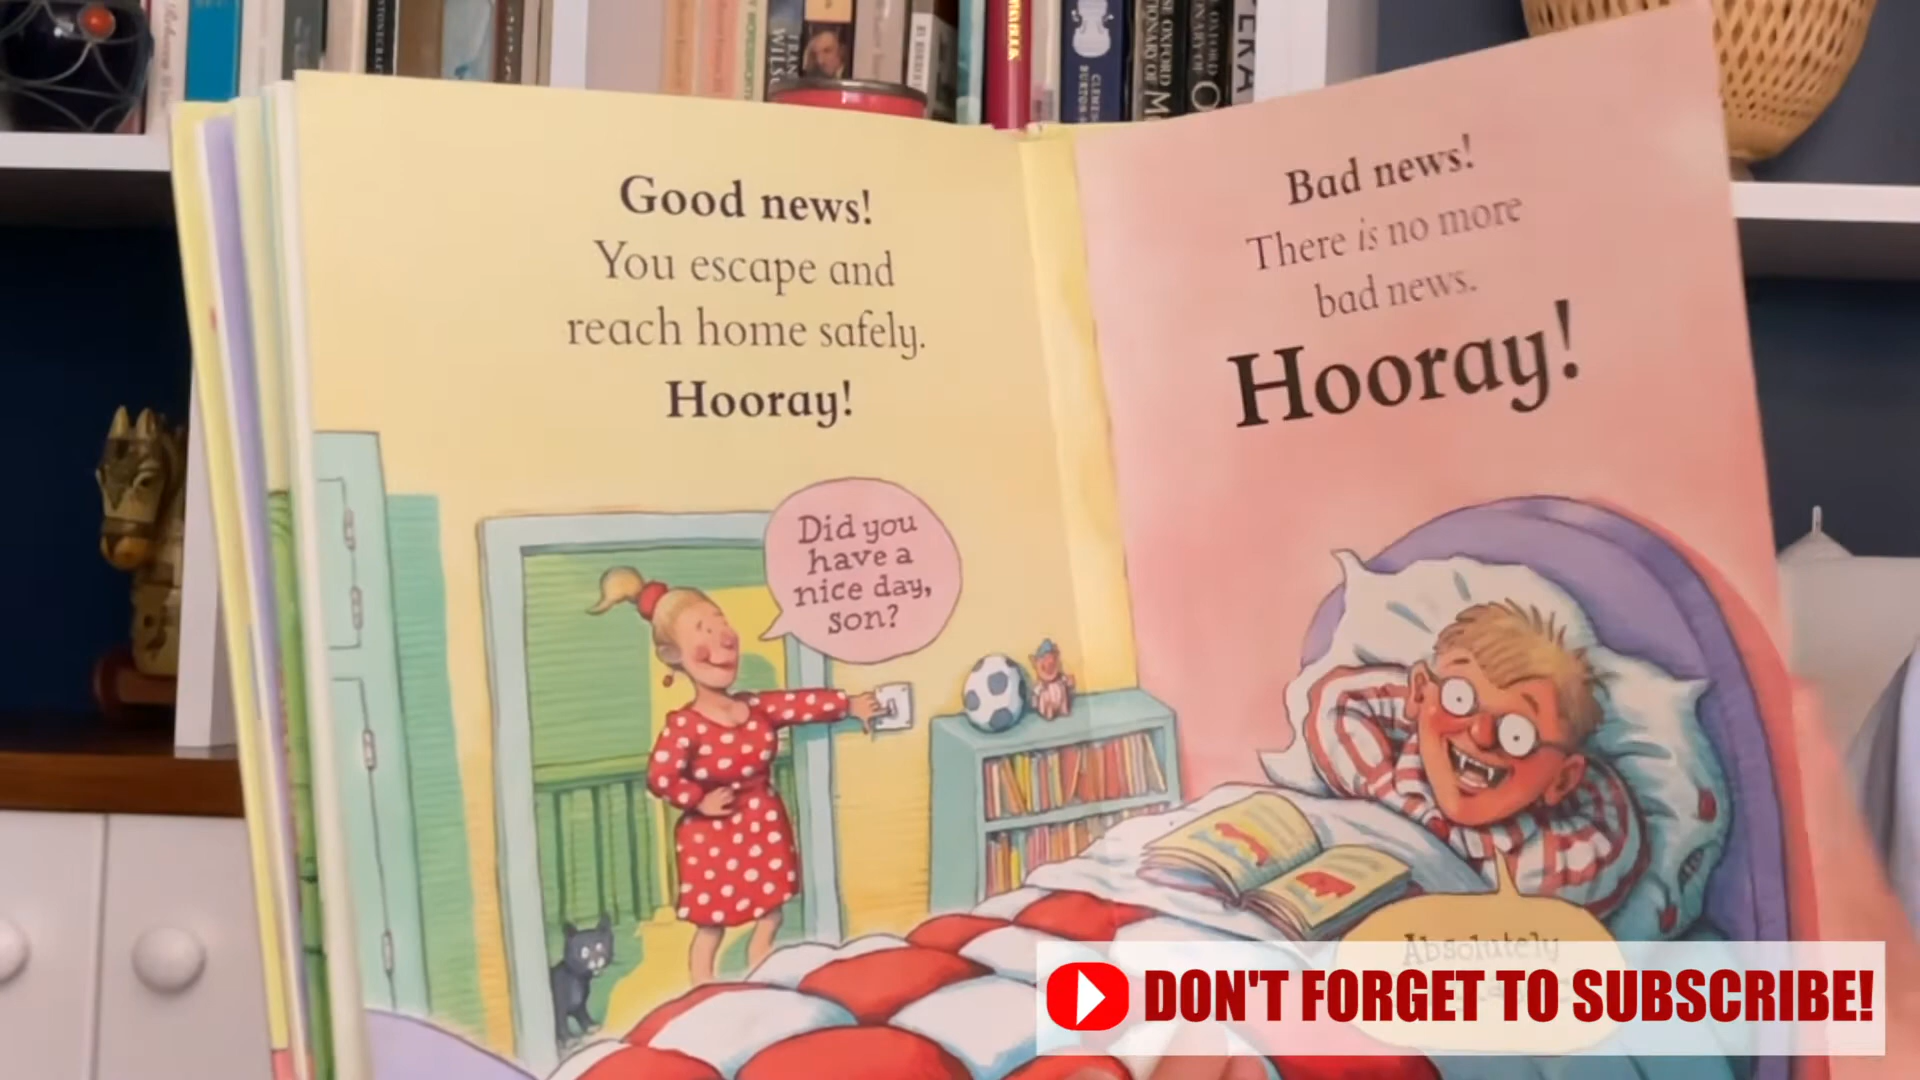 Good news!
You escape and
reach home safely.
Hooray!
Did you
have a
nice day,
son?
Bad news!
There is no more
bad news.
Hooray!
Absolutely
DON'T FORGET TO SUBSCRIBE!